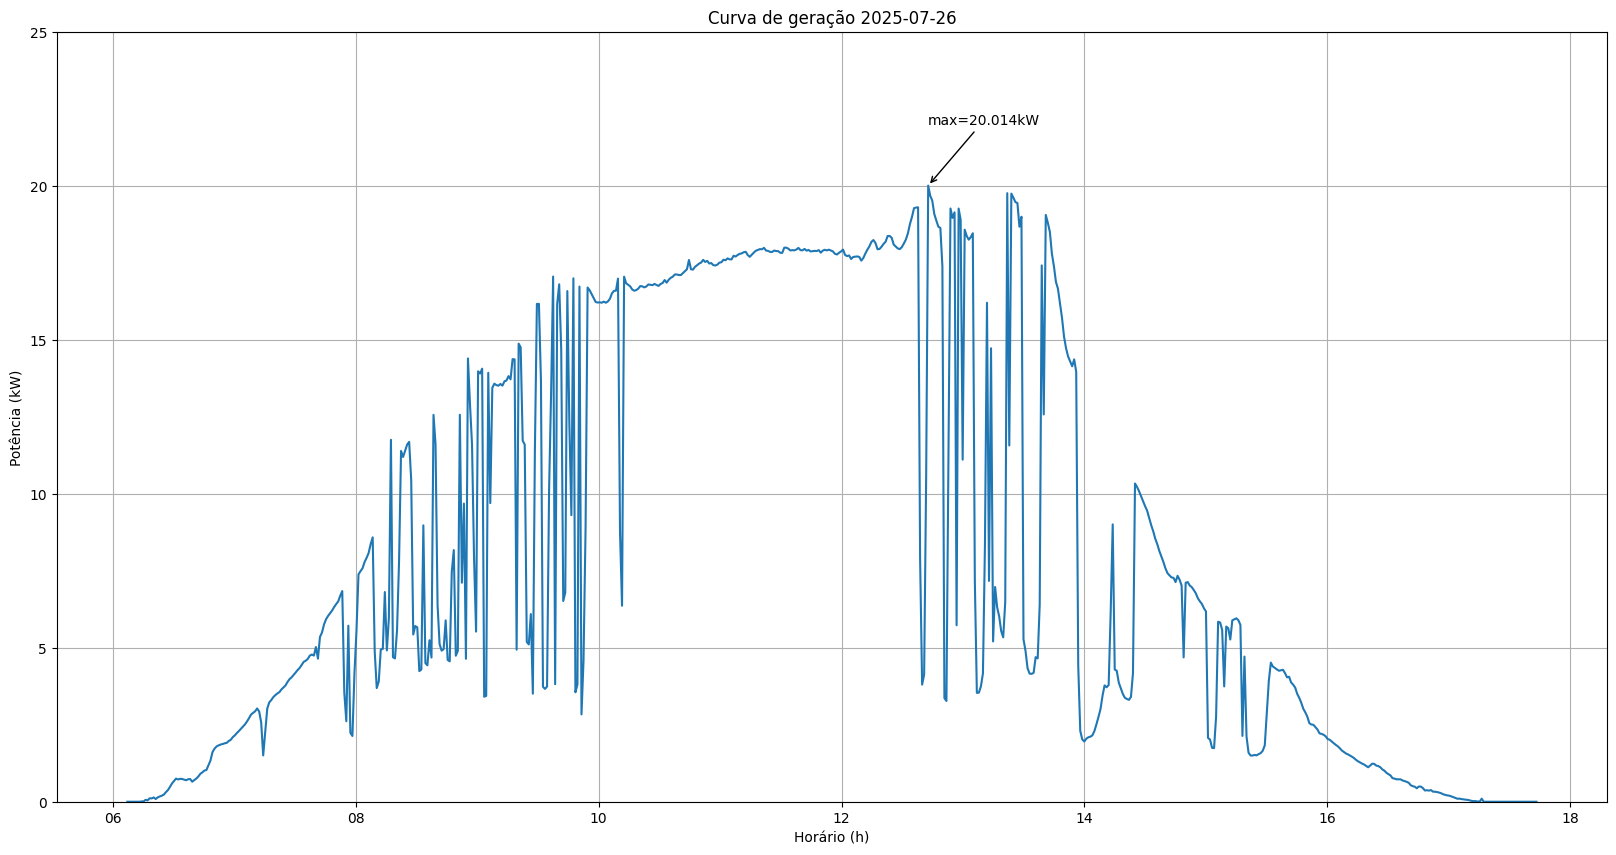 Curva de geração 2025-07-26
25
20
15
10
5
0
Potência (kW)
max=20.014kW
06 08 10 12 14 16 18
Horário (h)